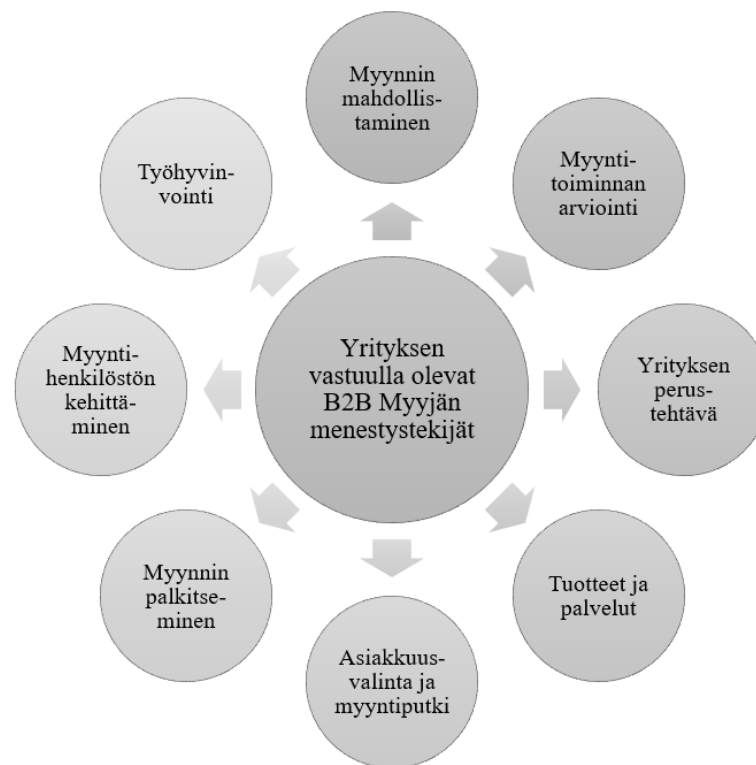 Myynnin
mahdollis-
taminen
Myynti-
toiminnan
arviointi
Yrityksen
perus-
tehtävä
Tuotteet ja
palvelut
Asiakkuus-
valinta ja
myyntiputki
Myynnin
palkitse-
minen
Myynti-
henkilöstön
kehittä-
minen
Työhyvin-
vointi
Yrityksen
vastuulla olevat
B2B Myyjän
menestystekijät